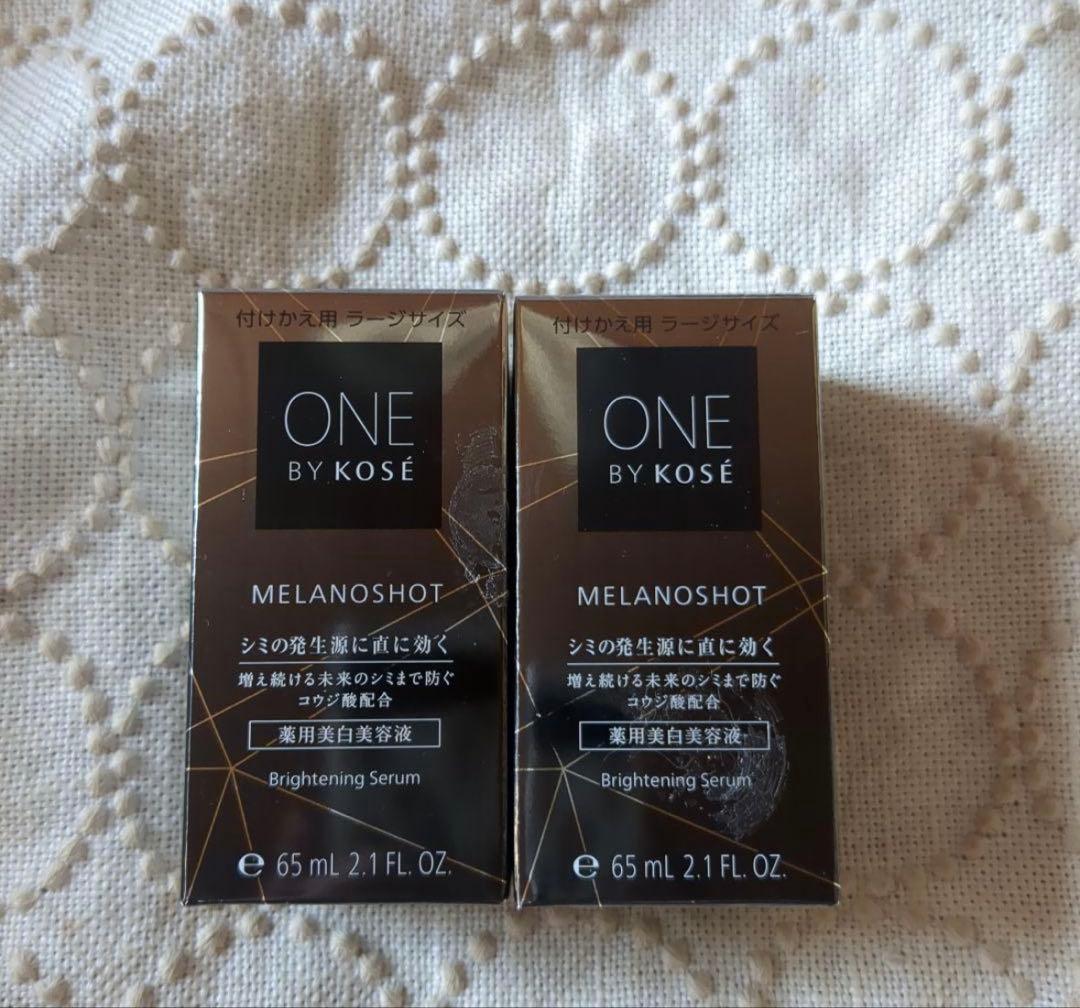 付けかえ用 ラージサイズ
ONE
BY KOSÉ
MELANOSHOT
シミの発生源に直に効く
増え続ける未来のシミまで防ぐ
コウジ酸配合
薬用美白美容液
Brightening Serum
e 65 mL 2.1 FL. OZ.
付けかえ用 ラージサイズ
ONE
BY KOSÉ
MELANOSHOT
シミの発生源に直に効く
増え続ける未来のシミまで防ぐ
コウジ酸配合
薬用美白美容液
Brightening Serum
e 65 mL 2.1 FL. OZ.